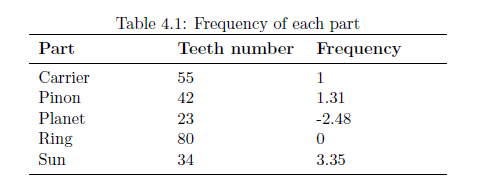 Table 4.1: Frequency of each part
Part Teeth number Frequency
Carrier 55 1
Pinon 42 1.31
Planet 23 -2.48
Ring 80 0
Sun 34 3.35